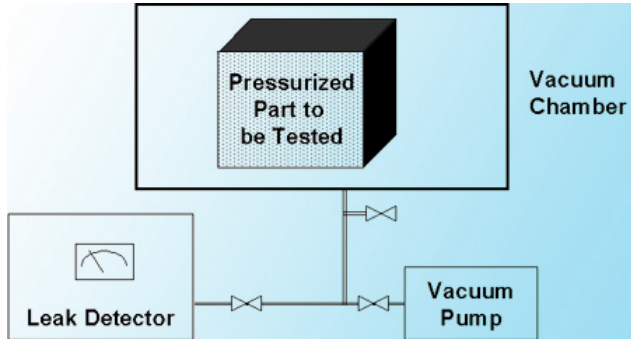 Pressurized
Part to
be Tested
Vacuum
Chamber
Leak Detector
Vacuum
Pump